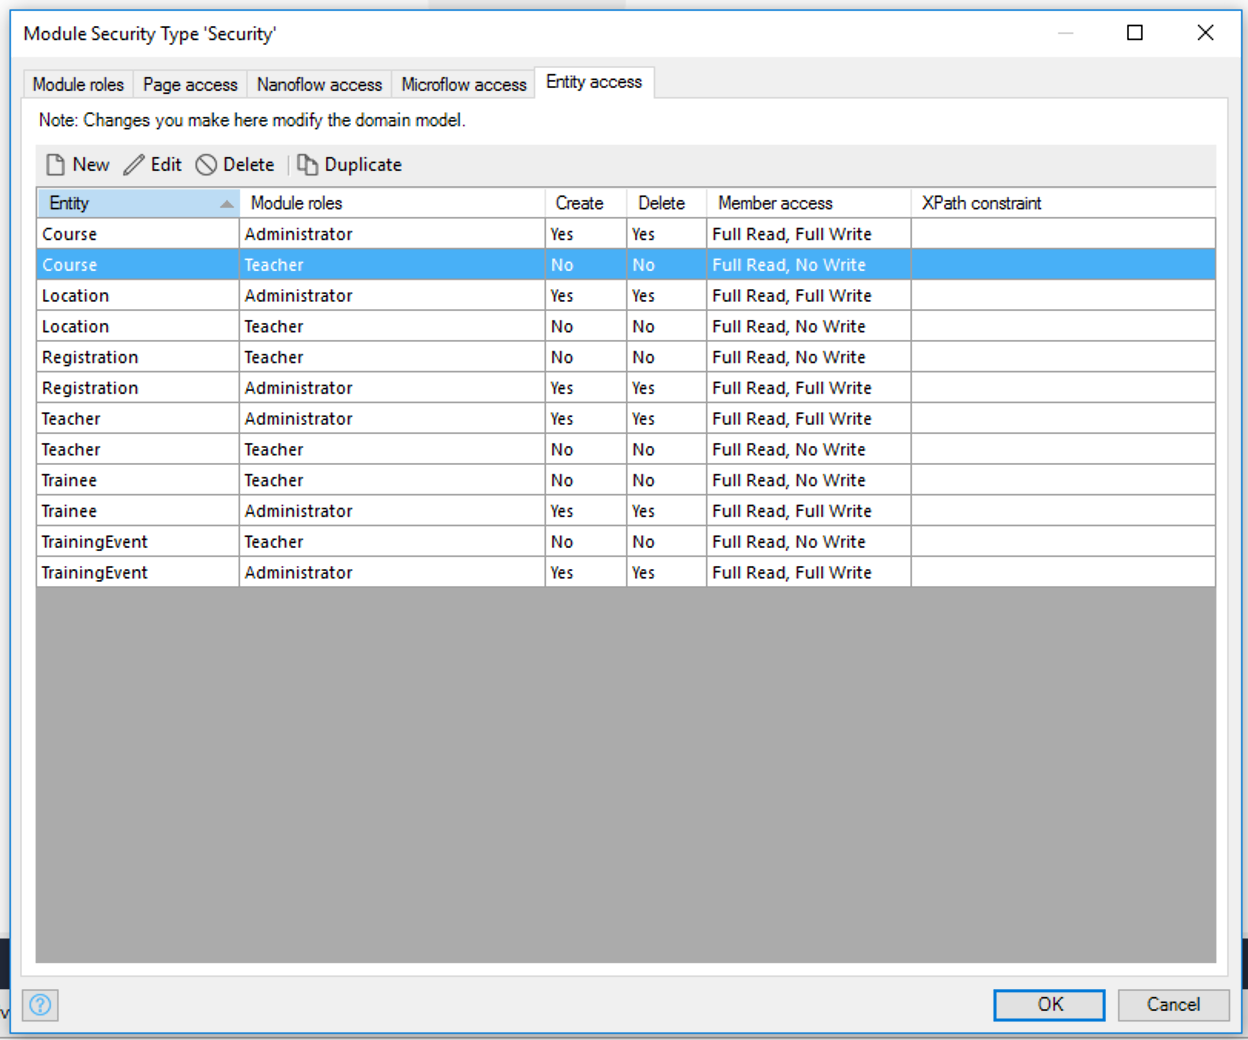 Module Security Type 'Security'
Module roles Page access Nanoflow access Microflow access Entity access
Note: Changes you make here modify the domain model.
New Edit Delete Duplicate
Entity Module roles Create Delete Member access XPath constraint
Course Administrator Yes Yes Full Read, Full Write
Course Teacher No No Full Read, No Write
Location Administrator Yes Yes Full Read, Full Write
Location Teacher No No Full Read, No Write
Registration Teacher No No Full Read, No Write
Registration Administrator Yes Yes Full Read, Full Write
Teacher Administrator Yes Yes Full Read, Full Write
Teacher Teacher No No Full Read, No Write
Trainee Teacher No No Full Read, No Write
Trainee Administrator Yes Yes Full Read, Full Write
TrainingEvent Teacher No No Full Read, No Write
TrainingEvent Administrator Yes Yes Full Read, Full Write
? OK Cancel